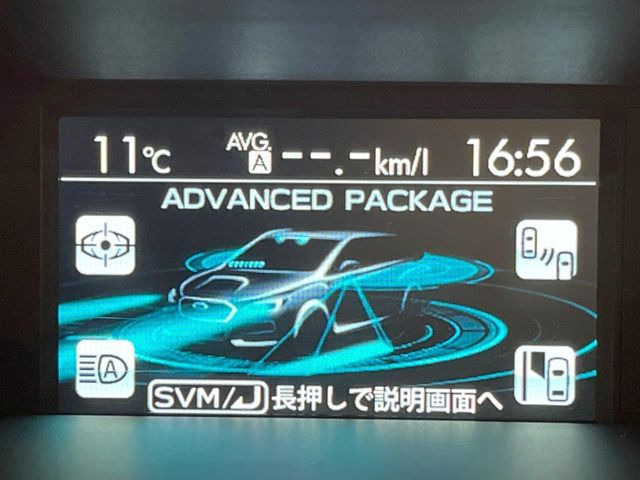 11℃ AVG. A --.-km/l 16:56
ADVANCED PACKAGE
A
SVM/⤶ 長押しで説明画面へ